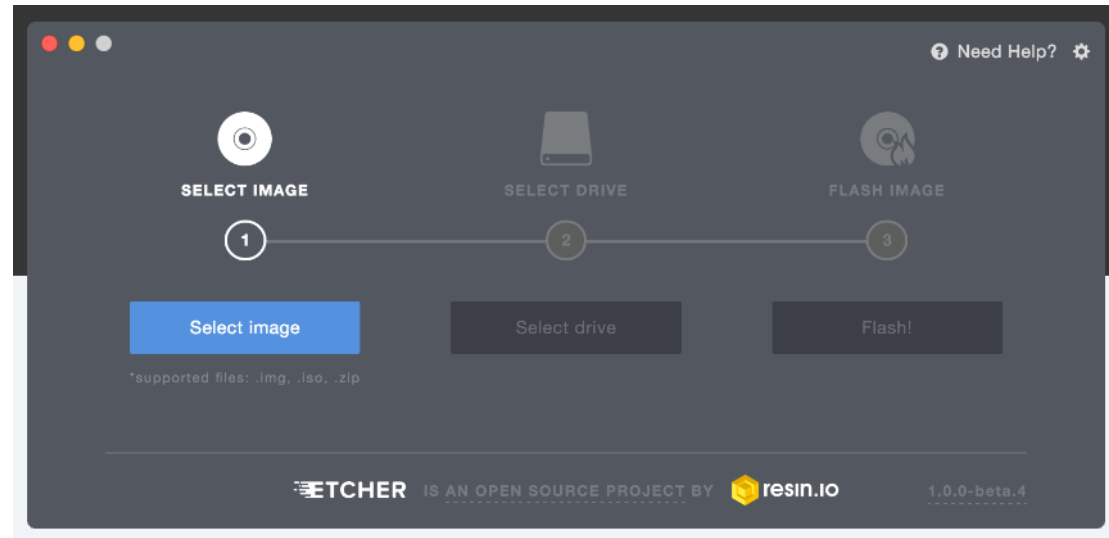 Need Help?
SELECT IMAGE
SELECT DRIVE
FLASH IMAGE
1
2
3
Select image
Select drive
Flash!
*supported files: .img, .iso, .zip
ETCHER IS AN OPEN SOURCE PROJECT BY resin.io 1.0.0-beta.4